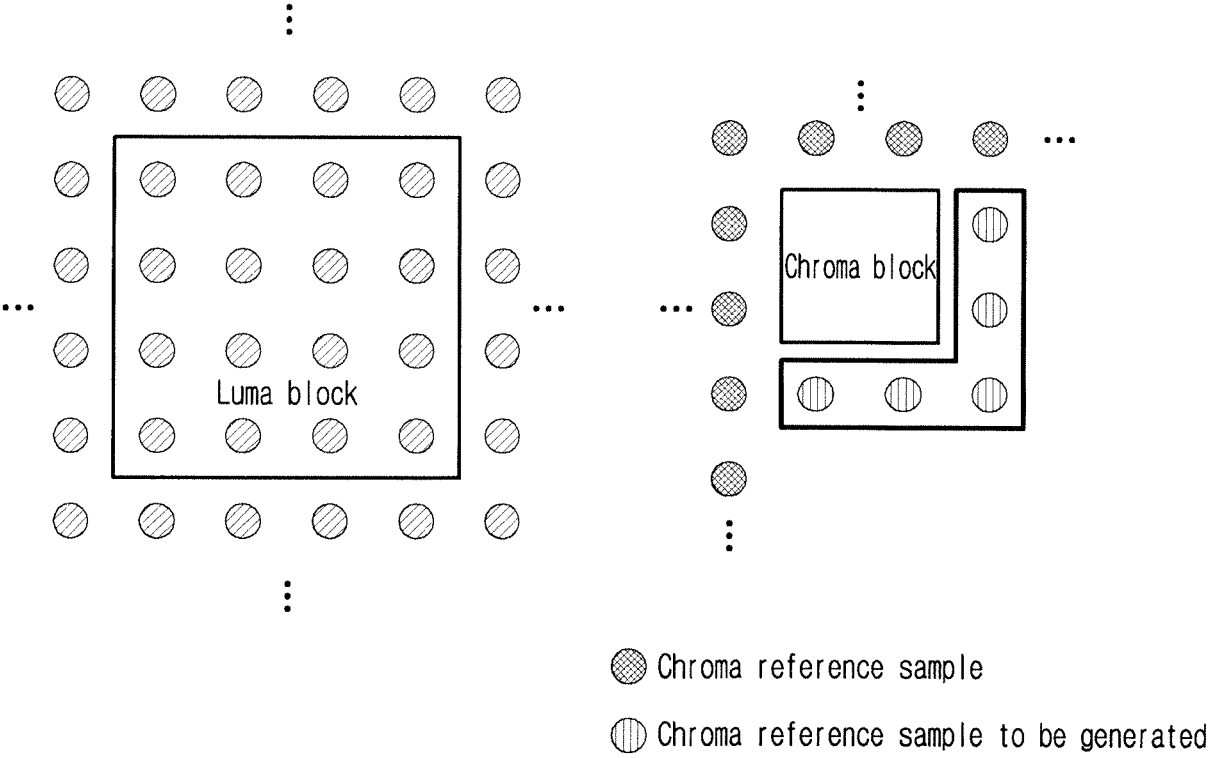 Luma block
Chroma block
Chroma reference sample
Chroma reference sample to be generated